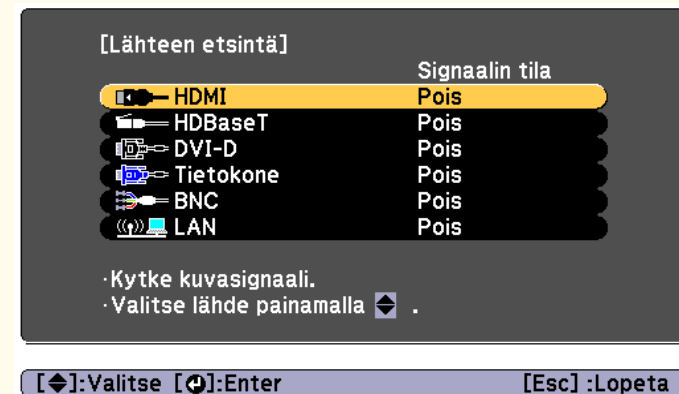 [Lähteen etsintä]
Signaalin tila
HDMI Pois
HDBaseT Pois
DVI-D Pois
Tietokone Pois
BNC Pois
LAN Pois
·Kytke kuvasignaali.
·Valitse lähde painamalla .
[]:Valitse []:Enter [Esc] :Lopeta